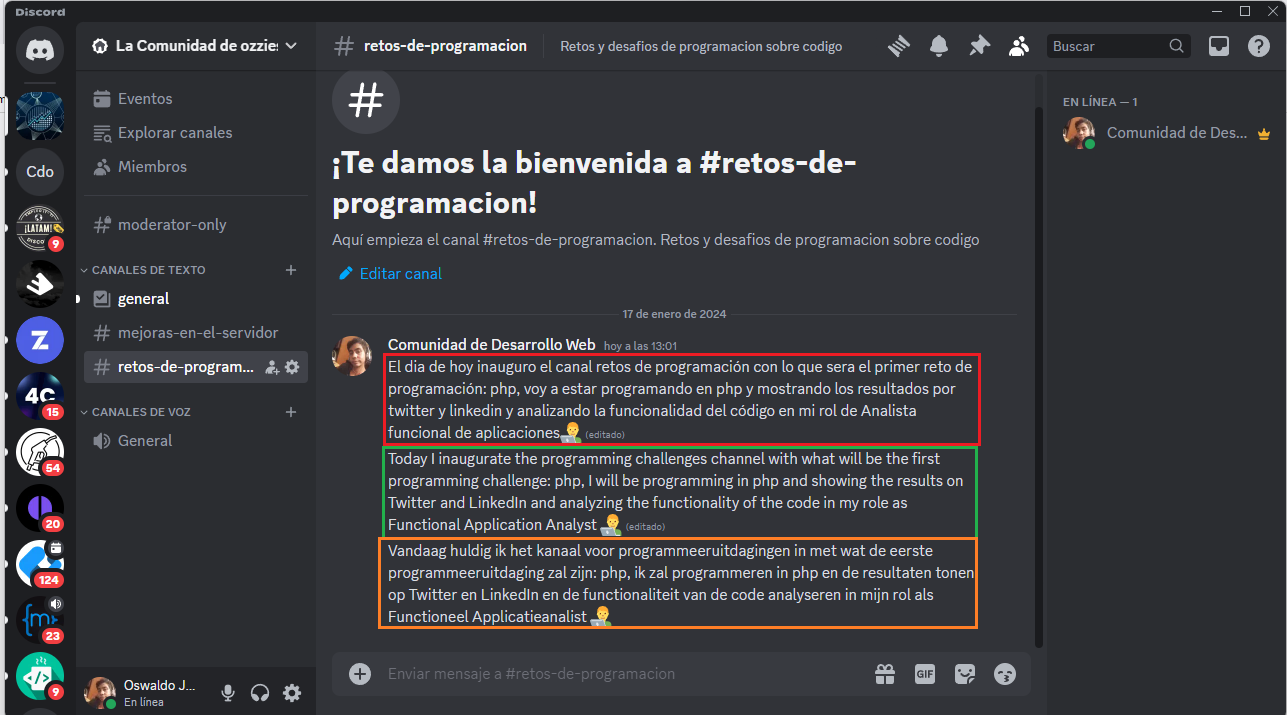 Discord
La Comunidad de ozzie
retos-de-programacion
Retos y desafios de programacion sobre codigo
Buscar
Eventos
Explorar canales
Miembros
moderator-only
CANALES DE TEXTO
general
mejoras-en-el-servidor
retos-de-program...
CANALES DE VOZ
General
Cdo
¡LATAM!
9
Z
4C
15
54
20
124
23
9
Oswaldo J...
En línea
¡Te damos la bienvenida a #retos-de-
programacion!
Aquí empieza el canal #retos-de-programacion. Retos y desafios de programacion sobre codigo
Editar canal
17 de enero de 2024
Comunidad de Desarrollo Web hoy a las 13:01
El dia de hoy inauguro el canal retos de programación con lo que sera el primer reto de
programación: php, voy a estar programando en php y mostrando los resultados por
twitter y linkedin y analizando la funcionalidad del código en mi rol de Analista
funcional de aplicaciones👨‍💻 (editado)
Today I inaugurate the programming challenges channel with what will be the first
programming challenge: php, I will be programming in php and showing the results on
Twitter and LinkedIn and analyzing the functionality of the code in my role as
Functional Application Analyst 👨‍💻 (editado)
Vandaag huldig ik het kanaal voor programmeeruitdagingen in met wat de eerste
programmeeruitdaging zal zijn: php, ik zal programmeren in php en de resultaten tonen
op Twitter en LinkedIn en de functionaliteit van de code analyseren in mijn rol als
Functioneel Applicatieanalist 👨‍💻
Enviar mensaje a #retos-de-programacion
GIF
EN LÍNEA — 1
Comunidad de Des...